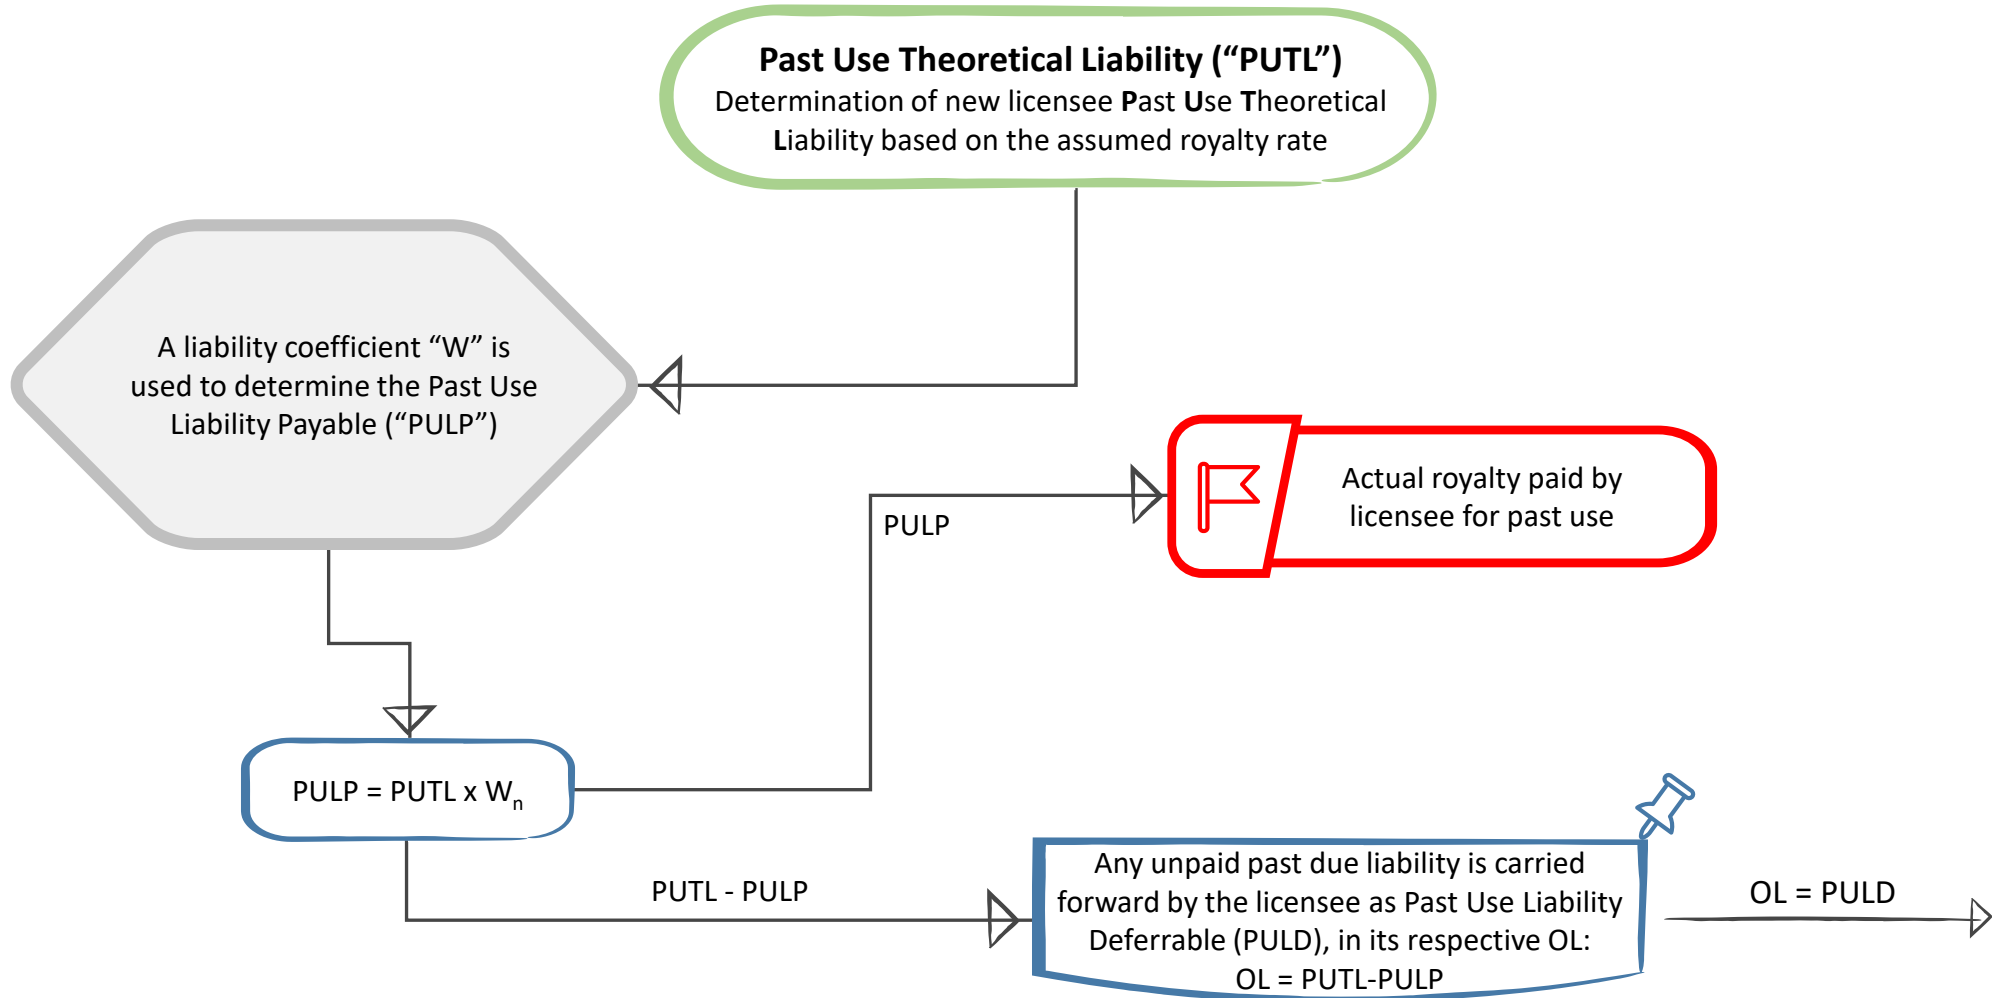 Past Use Theoretical Liability (“PUTL”)
Determination of new licensee Past Use Theoretical
Liability based on the assumed royalty rate
A liability coefficient “W” is
used to determine the Past Use
Liability Payable (“PULP”)
Actual royalty paid by
licensee for past use
PULP
PULP = PUTL x Wn
PUTL - PULP
Any unpaid past due liability is carried
forward by the licensee as Past Use Liability
Deferrable (PULD), in its respective OL:
OL = PUTL-PULP
OL = PULD